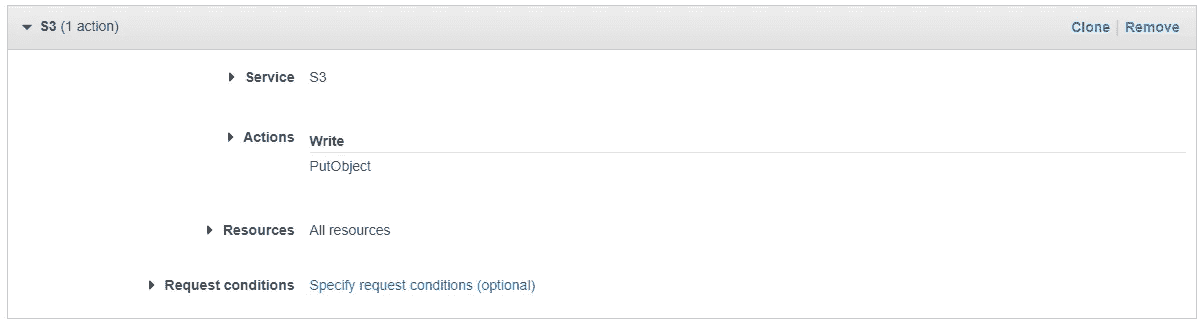 S3 (1 action) Clone Remove
Service S3
Actions Write
PutObject
Resources All resources
Request conditions Specify request conditions (optional)